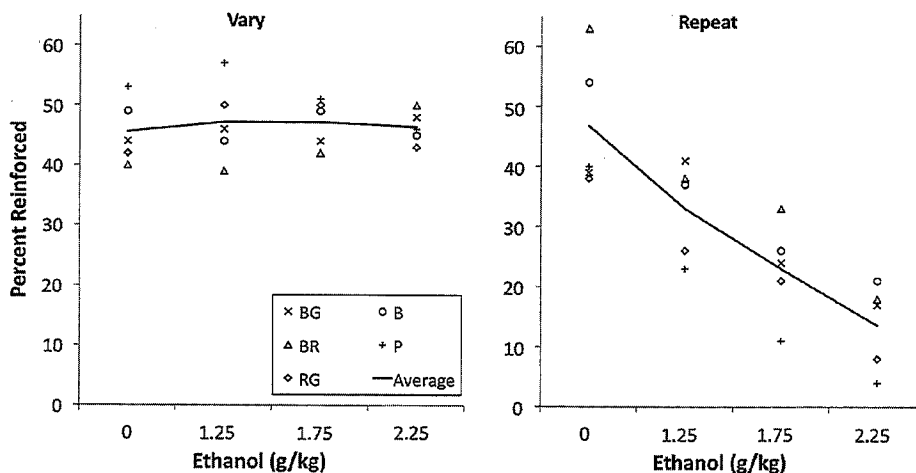 Vary
Repeat
Percent Reinforced
60
50
40
30
20
10
0
BG
B
BR
P
RG
Average
0
1.25
1.75
2.25
Ethanol (g/kg)
60
50
40
30
20
10
0
0
1.25
1.75
2.25
Ethanol (g/kg)